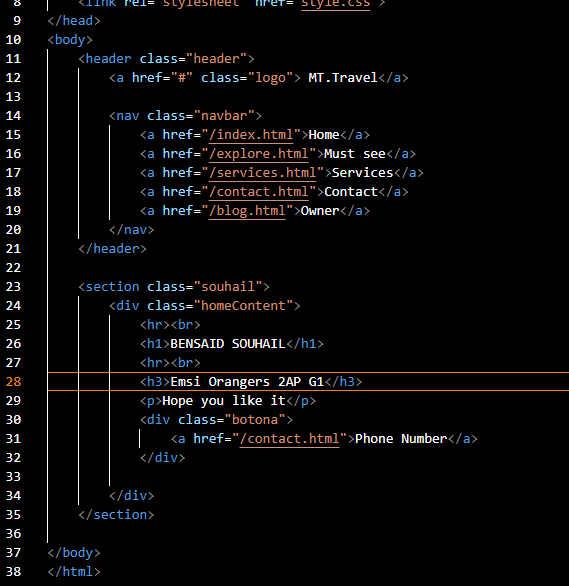 8 <link rel="stylesheet" href="style.css">
9 </head>
10 <body>
11 <header class="header">
12 <a href="#" class="logo"> MT.Travel</a>
13
14 <nav class="navbar">
15 <a href="/index.html">Home</a>
16 <a href="/explore.html">Must see</a>
17 <a href="/services.html">Services</a>
18 <a href="/contact.html">Contact</a>
19 <a href="/blog.html">Owner</a>
20 </nav>
21 </header>
22
23 <section class="souhail">
24 <div class="homeContent">
25 <hr><br>
26 <h1>BENSAID SOUHAIL</h1>
27 <hr><br>
28 <h3>Emsi Orangers 2AP G1</h3>
29 <p>Hope you like it</p>
30 <div class="botona">
31 <a href="/contact.html">Phone Number</a>
32 </div>
33
34 </div>
35 </section>
36
37 </body>
38 </html>